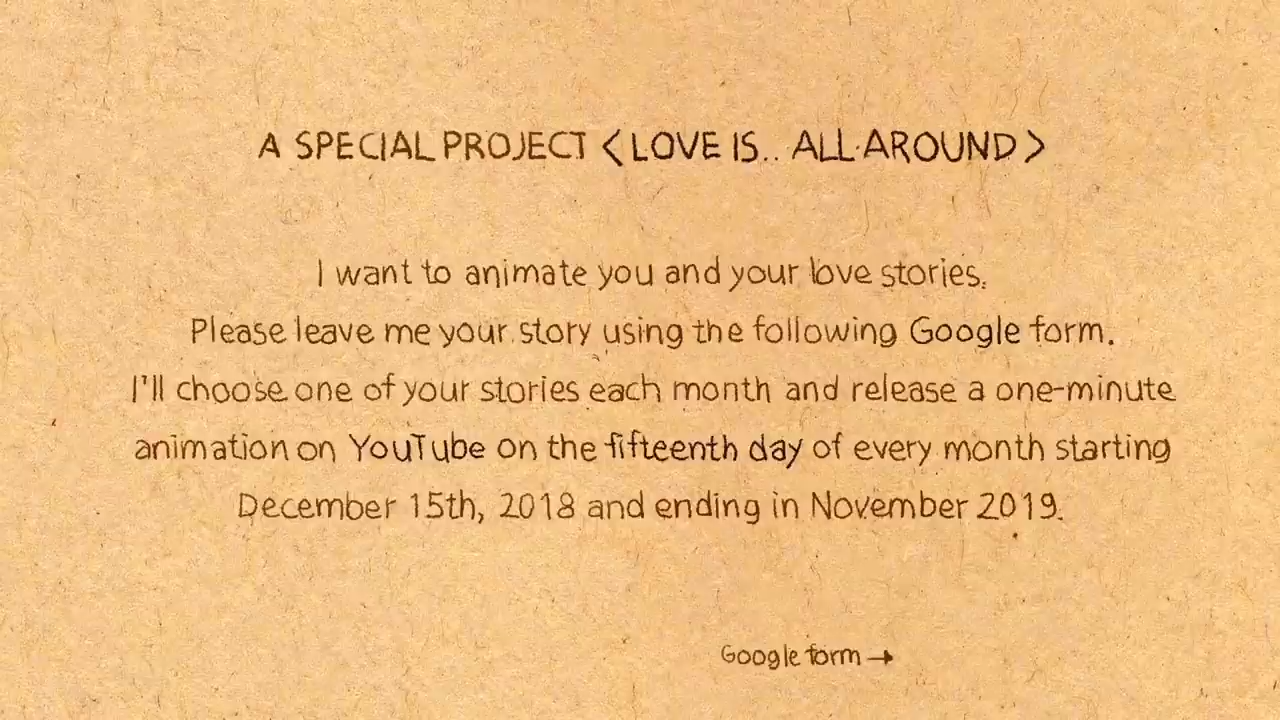 A SPECIAL PROJECT <LOVE IS.. ALL AROUND>
I want to animate you and your love stories.
Please leave me your story using the following Google form.
I'll choose one of your stories each month and release a one-minute
animation on YouTube on the fifteenth day of every month starting
December 15th, 2018 and ending in November 2019.
Google form →